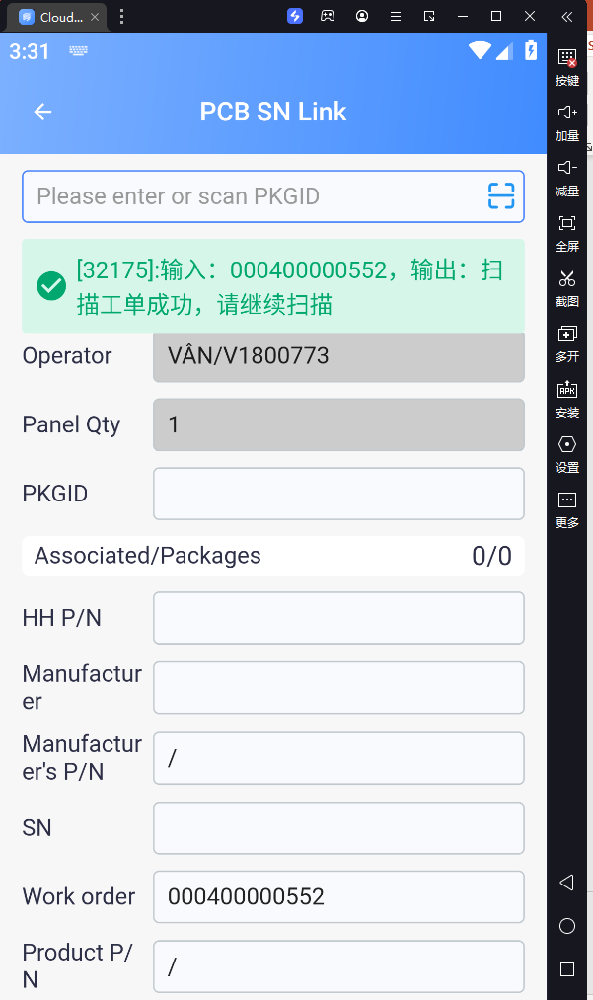 Cloud...
3:31
PCB SN Link
Please enter or scan PKGID
[32175]:输入：000400000552，输出：扫
描工单成功，请继续扫描
Operator
VÂN/V1800773
Panel Qty
1
PKGID
Associated/Packages
0/0
HH P/N
Manufactur
er
Manufactur
er's P/N
/
SN
Work order
000400000552
Product P/
N
/
按键
加量
减量
全屏
截图
多开
APK
安装
设置
更多